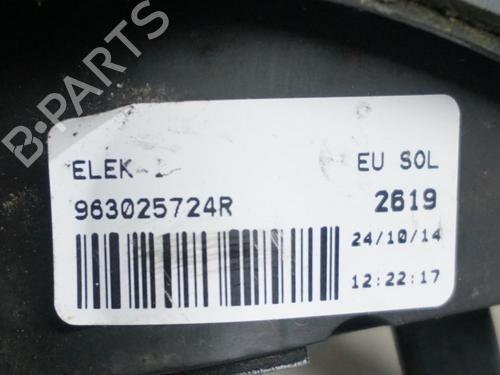 B-PARTS
ELEK
EU SOL
963025724R
2619
24/10/14
12:22:17